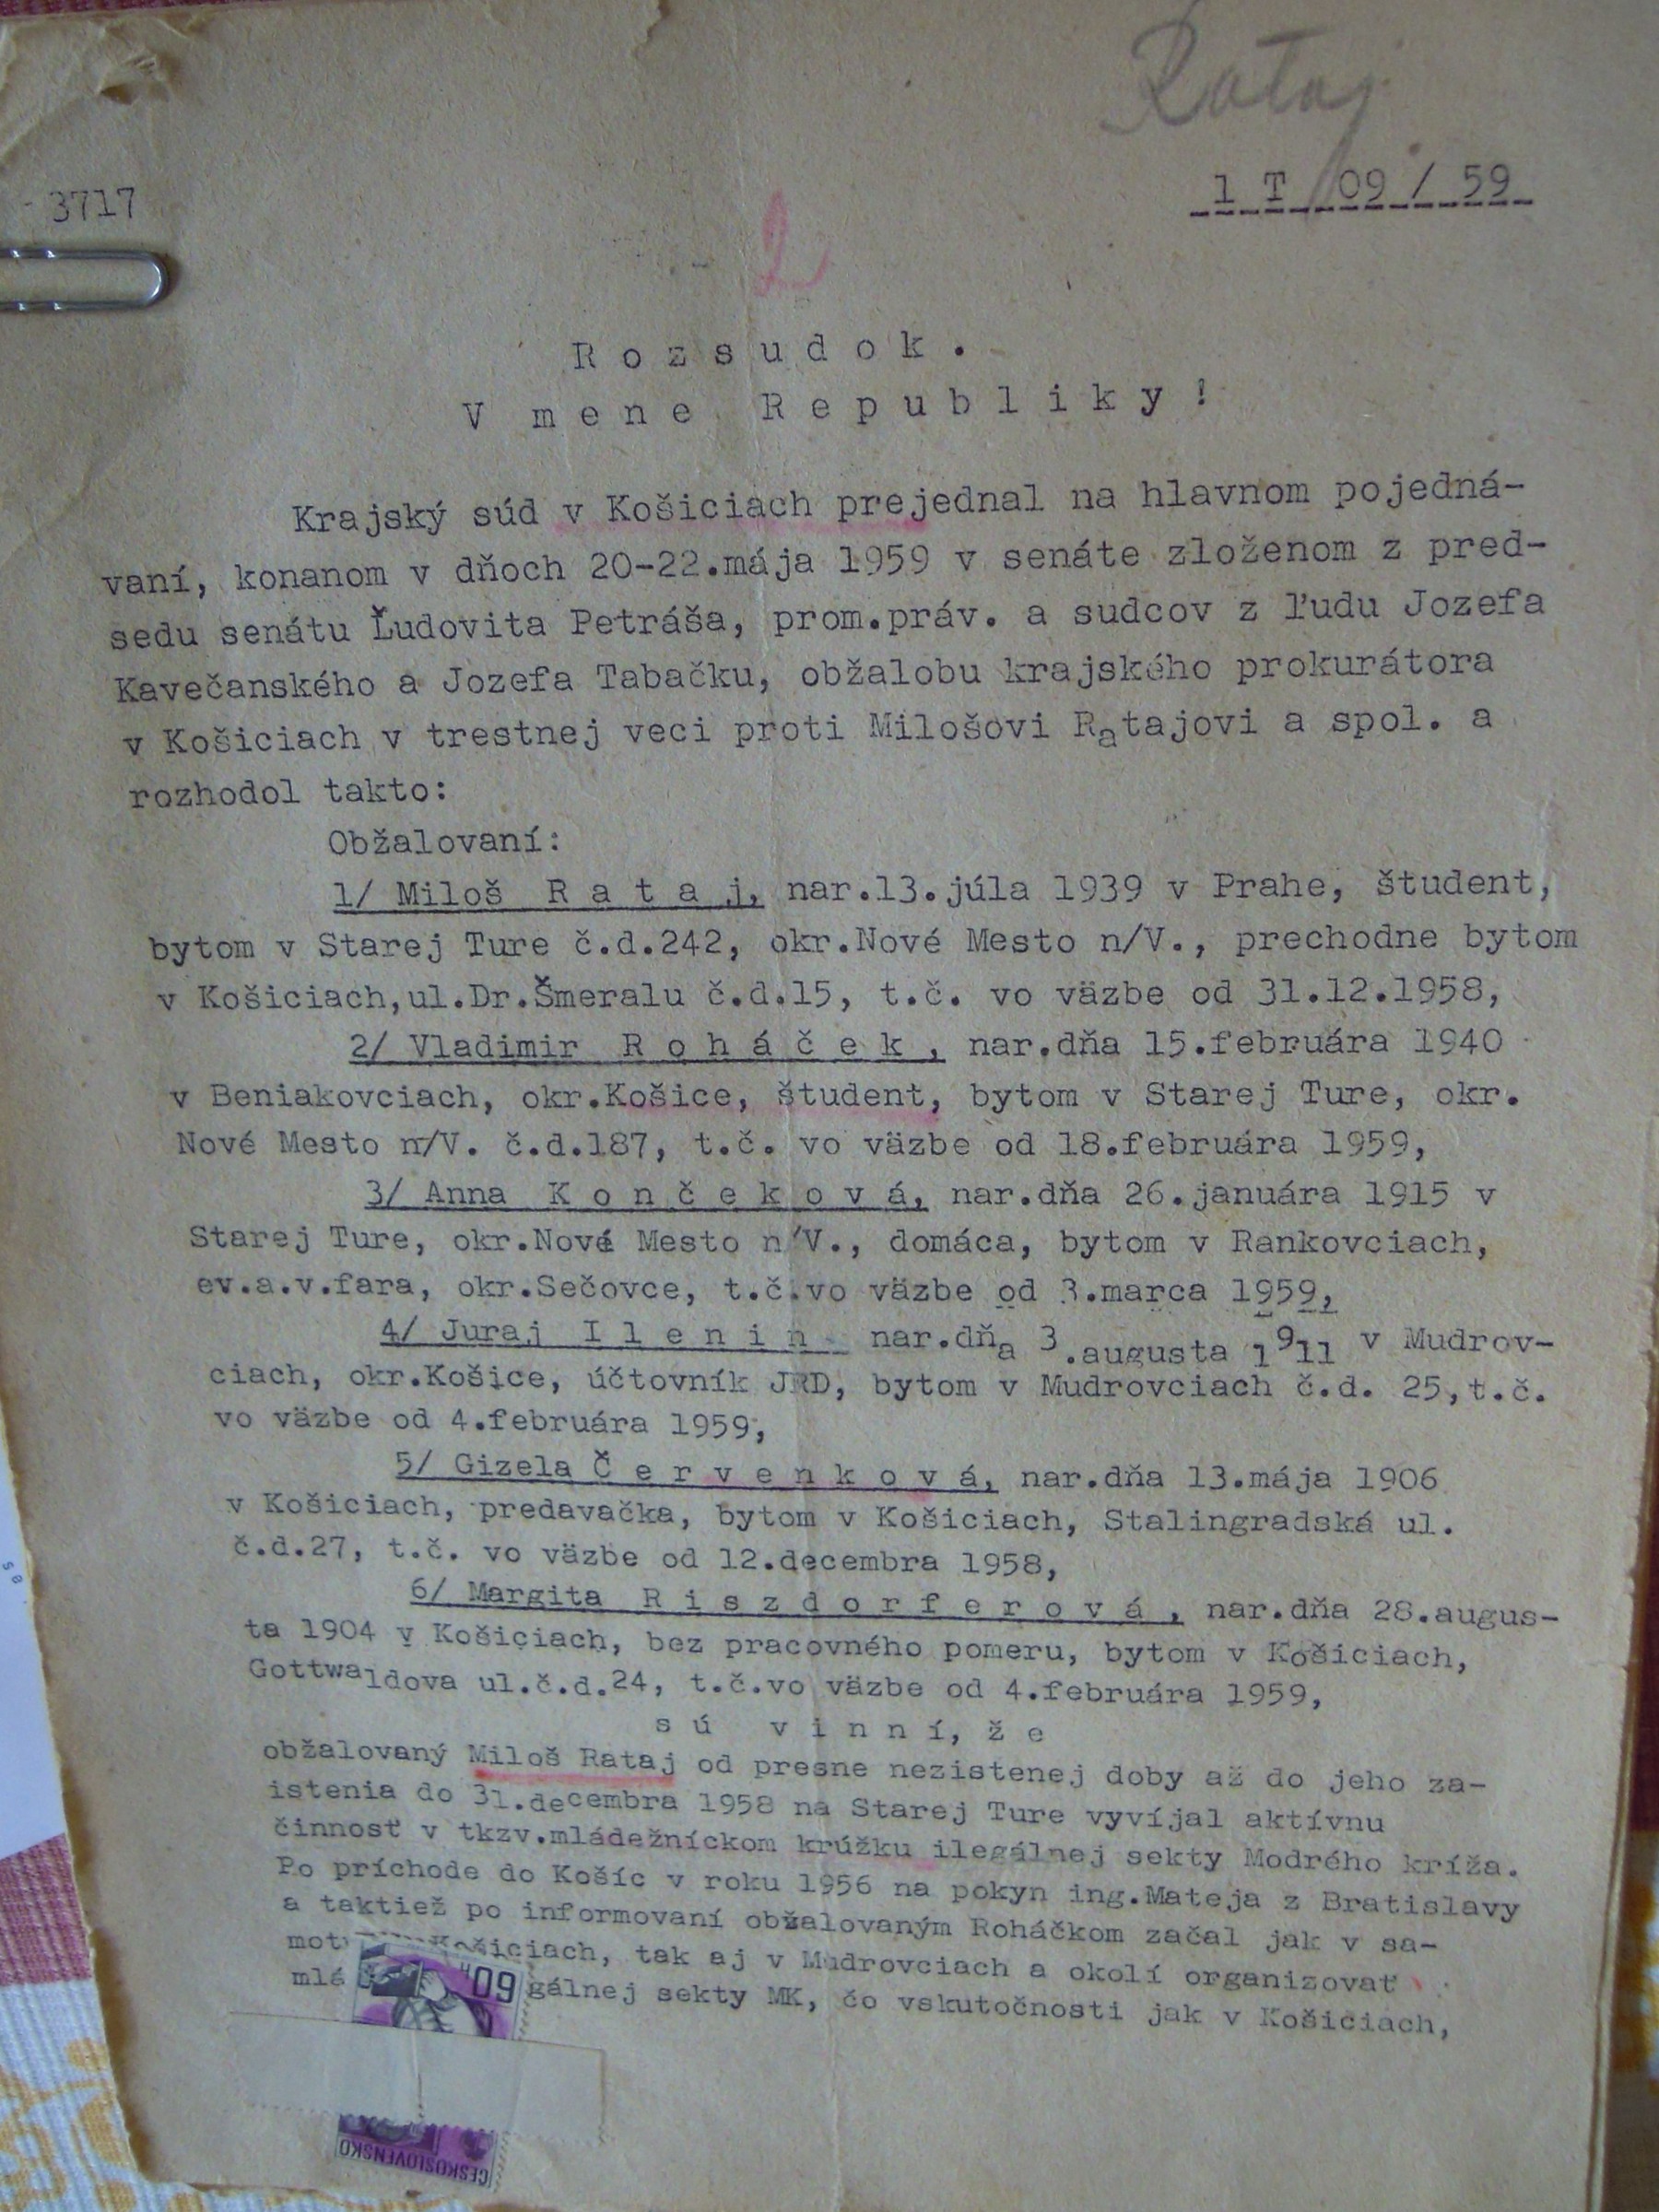 Rataj
3717
1 T 09 / 59
2
R o z s u d o k .
V m e n e R e p u b l i k y !
Krajský súd v Košiciach prejednal na hlavnom pojedná-
vaní, konanom v dňoch 20-22.mája 1959 v senáte zloženom z pred-
sedu senátu Ľudovita Petráša, prom.práv. a sudcov z ľudu Jozefa
Kavečanského a Jozefa Tabačku, obžalobu krajského prokurátora
v Košiciach v trestnej veci proti Milošovi Ratajovi a spol. a
rozhodol takto:
Obžalovaní:
1/ Miloš R a t a j, nar.13.júla 1939 v Prahe, študent,
bytom v Starej Ture č.d.242, okr.Nové Mesto n/V., prechodne bytom
v Košiciach,ul.Dr.Šmeralu č.d.15, t.č. vo väzbe od 31.12.1958,
2/ Vladimir R o h á č e k , nar.dňa 15.februára 1940
v Beniakovciach, okr.Košice, študent, bytom v Starej Ture, okr.
Nové Mesto n/V. č.d.187, t.č. vo väzbe od 18.februára 1959,
3/ Anna K o n č e k o v á, nar.dňa 26.januára 1915 v
Starej Ture, okr.Nové Mesto n/V., domáca, bytom v Rankovciach,
ev.a.v.fara, okr.Sečovce, t.č.vo väzbe od 3.marca 1959,
4/ Juraj I l e n i n nar.dňa 3.augusta 1911 v Mudrov-
ciach, okr.Košice, účtovník JRD, bytom v Mudrovciach č.d. 25,t.č.
vo väzbe od 4.februára 1959,
5/ Gizela Č e r v e n k o v á, nar.dňa 13.mája 1906
v Košiciach, predavačka, bytom v Košiciach, Stalingradská ul.
č.d.27, t.č. vo väzbe od 12.decembra 1958,
6/ Margita R i s z d o r f e r o v á , nar.dňa 28.augus-
ta 1904 v Košiciach, bez pracovného pomeru, bytom v Košiciach,
Gottwaldova ul.č.d.24, t.č.vo väzbe od 4.februára 1959,
s ú v i n n í, ž e
obžalovaný Miloš Rataj od presne nezistenej doby až do jeho za-
istenia do 31.decembra 1958 na Starej Ture vyvíjal aktívnu
činnosť v tkzv.mládežníckom krúžku ilegálnej sekty Modrého kríža.
Po príchode do Košíc v roku 1956 na pokyn ing.Mateja z Bratislavy
a taktiež po informovaní obžalovaným Roháčkom začal jak v sa-
mot Košiciach, tak aj v Mudrovciach a okolí organizovať
mlá gálnej sekty MK, čo vskutočnosti jak v Košiciach,
60
ČESKOSLOVENSKO